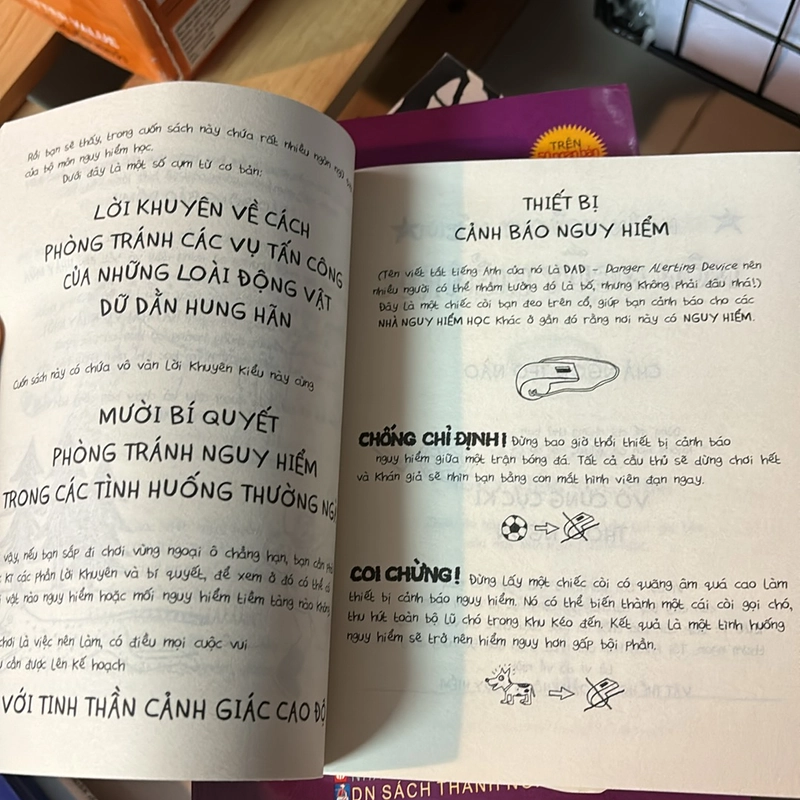 TER VALUE
TRÊN
Rồi bạn sẽ thấy, trong cuốn sách này chứa rất nhiều ngôn ngữ
của bộ môn nguy hiểm học.
Dưới đây là một số cụm từ cơ bản:
LỜI KHUYÊN VỀ CÁCH
PHÒNG TRÁNH CÁC VỤ TẤN CÔNG
CỦA NHỮNG LOÀI ĐỘNG VẬT
DỮ DẰN HUNG HÃN
Cuốn sách này có chứa vô vàn lời khuyên kiểu này cùng
MƯỜI BÍ QUYẾT
PHÒNG TRÁNH NGUY HIỂM
TRONG CÁC TÌNH HUỐNG THƯỜNG
vậy, nếu bạn sắp đi chơi vùng ngoại ô chẳng hạn, bạn cần
kĩ các phần lời khuyên và bí quyết, để xem ở đó có thể có
vật nào nguy hiểm hoặc mối nguy hiểm tiềm tàng nào không
chơi là việc nên làm, có điều mọi cuộc vui
cần được lên kế hoạch
VỚI TINH THẦN CẢNH GIÁC CAO ĐỘ
THIẾT BỊ
CẢNH BÁO NGUY HIỂM
(Tên viết tắt tiếng Anh của nó là DAD - Danger Alerting Device nên
nhiều người có thể nhầm tưởng đó là bố, nhưng không phải đâu nhá!)
Đây là một chiếc còi bạn đeo trên cổ, giúp bạn cảnh báo cho các
NHÀ NGUY HIỂM HỌC khác ở gần đó rằng nơi này có NGUY HIỂM.
CHỐNG CHỈ ĐỊNH! Đừng bao giờ thổi thiết bị cảnh báo
nguy hiểm giữa một trận bóng đá. Tất cả cầu thủ sẽ dừng chơi hết
và khán giả sẽ nhìn bạn bằng con mắt hình viên đạn ngay.
COI CHỪNG! Đừng lấy một chiếc còi có quãng âm quá cao làm
thiết bị cảnh báo nguy hiểm. Nó có thể biến thành một cái còi gọi chó,
thu hút toàn bộ lũ chó trong khu kéo đến. Kết quả là một tình huống
nguy hiểm sẽ trở nên hiểm nguy hơn gấp bội phần.
DN SÁCH THÀNH